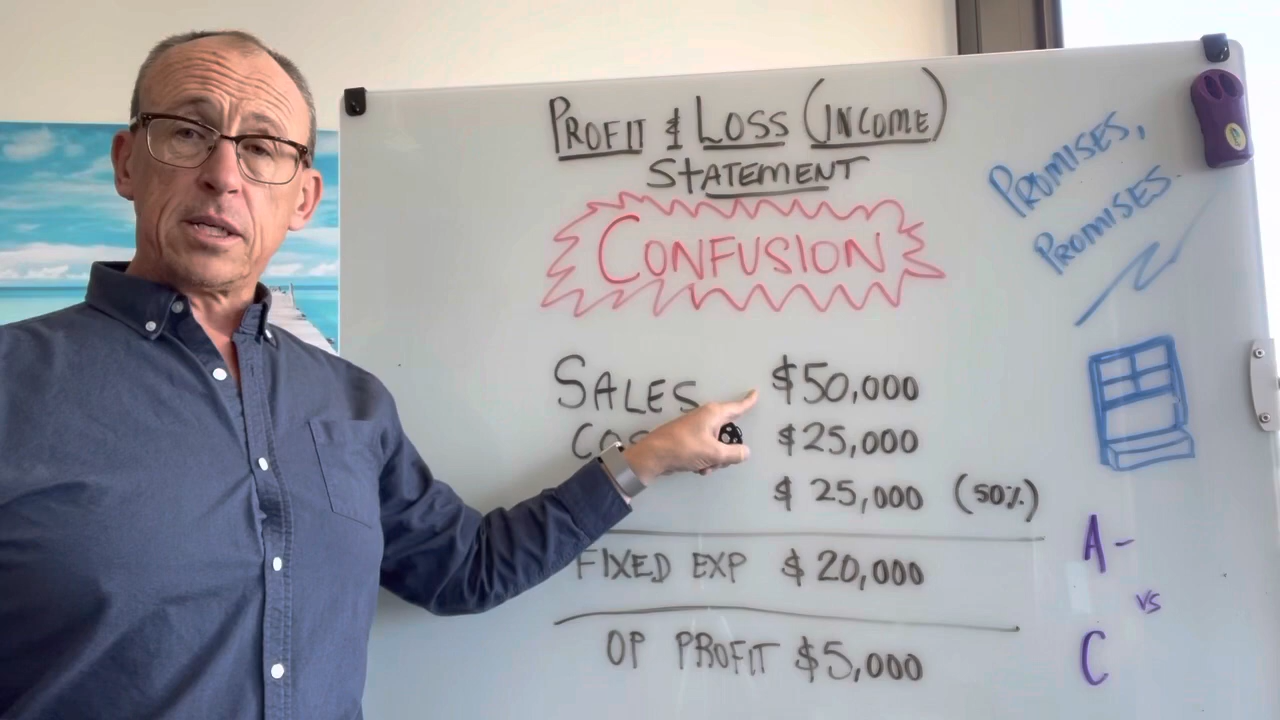 PROFIT & LOSS (INCOME)
STATEMENT
CONFUSION
SALES $50,000
$25,000
$25,000 (50%)
FIXED EXP $20,000
OP PROFIT $5,000
PROMISES,
PROMISES
A-
VS
C